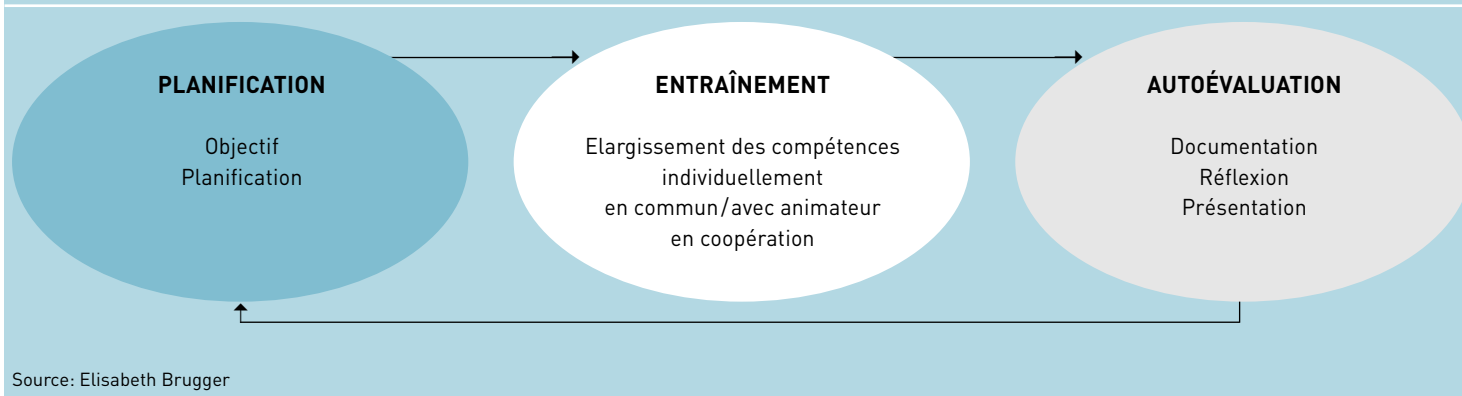 PLANIFICATION
Objectif
Planification
ENTRAÎNEMENT
Elargissement des compétences
individuellement
en commun/avec animateur
en coopération
AUTOÉVALUATION
Documentation
Réflexion
Présentation
Source: Elisabeth Brugger